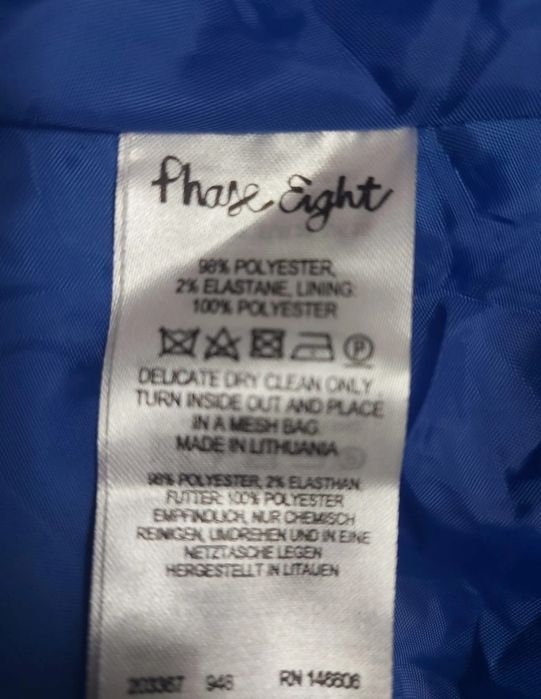 Phase Eight
98% POLYESTER,
2% ELASTANE, LINING:
100% POLYESTER
P
DELICATE DRY CLEAN ONLY
TURN INSIDE OUT AND PLACE
IN A MESH BAG
MADE IN LITHUANIA
98% POLYESTER, 2% ELASTHAN,
FUTTER: 100% POLYESTER
EMPFINDLICH, NUR CHEMISCH
REINIGEN, UMDREHEN UND IN EINE
NETZTASCHE LEGEN
HERGESTELLT IN LITAUEN
203367 946 RN 146606